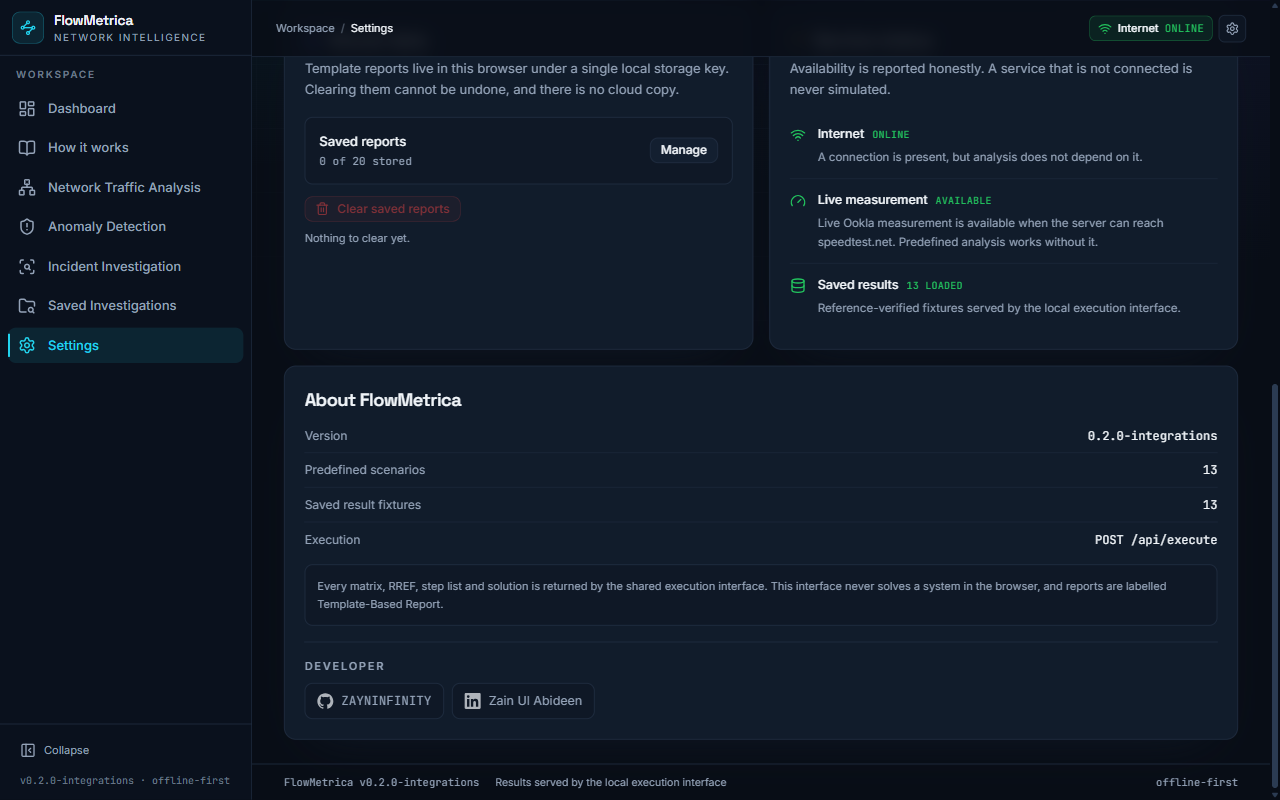 FlowMetrica
NETWORK INTELLIGENCE
WORKSPACE
Dashboard
How it works
Network Traffic Analysis
Anomaly Detection
Incident Investigation
Saved Investigations
Settings
Collapse
v0.2.0-integrations · offline-first
Workspace / Settings
Internet ONLINE
Template reports live in this browser under a single local storage key.
Clearing them cannot be undone, and there is no cloud copy.
Saved reports
0 of 20 stored
Manage
Clear saved reports
Nothing to clear yet.
Availability is reported honestly. A service that is not connected is
never simulated.
Internet ONLINE
A connection is present, but analysis does not depend on it.
Live measurement AVAILABLE
Live Ookla measurement is available when the server can reach
speedtest.net. Predefined analysis works without it.
Saved results 13 LOADED
Reference-verified fixtures served by the local execution interface.
About FlowMetrica
Version 0.2.0-integrations
Predefined scenarios 13
Saved result fixtures 13
Execution POST /api/execute
Every matrix, RREF, step list and solution is returned by the shared execution interface. This interface never solves a system in the browser, and reports are labelled
Template-Based Report.
DEVELOPER
ZAYNINFINITY
Zain Ul Abideen
FlowMetrica v0.2.0-integrations Results served by the local execution interface offline-first